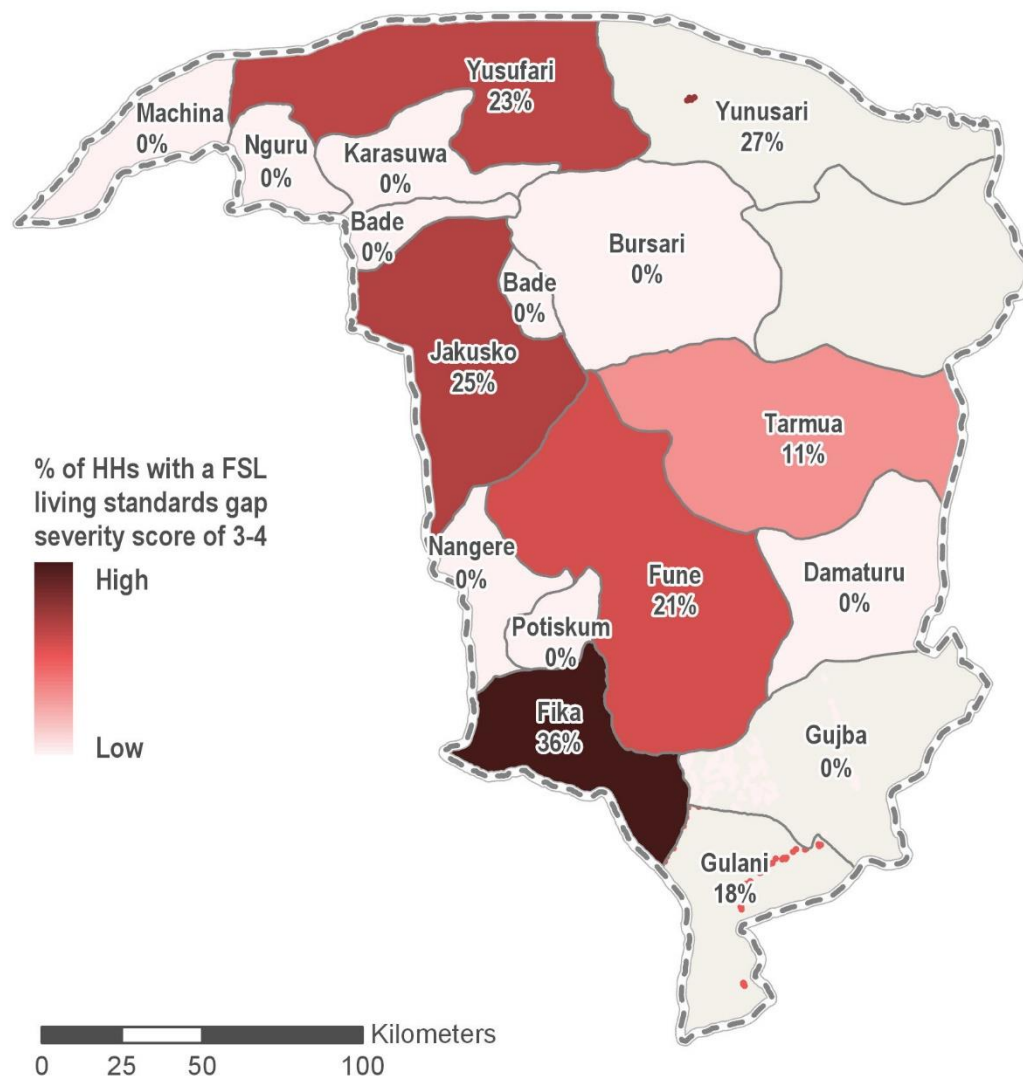 Yusufari
23%
Machina
0%
Yunusari
27%
Nguru
0%
Karasuwa
0%
Bade
0%
Bursari
0%
Bade
0%
Jakusko
25%
Tarmua
11%
% of HHs with a FSL
living standards gap
severity score of 3-4
High
Low
Nangere
0%
Fune
21%
Damaturu
0%
Potiskum
0%
Fika
36%
Gujba
0%
Gulani
18%
Kilometers
0 25 50 100